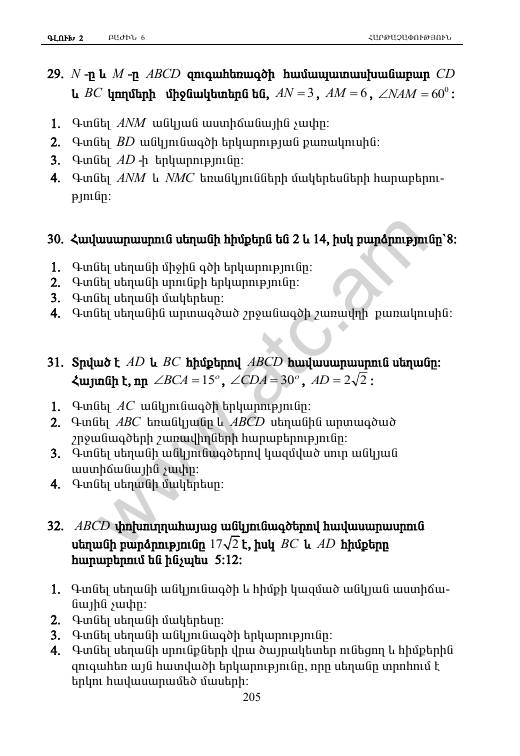 ԳԼՈՒԽ 2 ԲԱԺԻՆ 6 ՀԱՐԹԱՉԱՓՈՒԹՅՈՒՆ
29. N -ը և M -ը ABCD զուգահեռագծի համապատասխանաբար CD
և BC կողմերի միջնակետերն են, AN = 3, AM = 6, ∠NAM = 60⁰ :
1. Գտնել ANM անկյան աստիճանային չափը:
2. Գտնել BD անկյունագծի երկարության քառակուսին:
3. Գտնել AD -ի երկարությունը:
4. Գտնել ANM և NMC եռանկյունների մակերեսների հարաբերու-
թյունը:
30. Հավասարասրուն սեղանի հիմքերն են 2 և 14, իսկ բարձրությունը՝ 8:
1. Գտնել սեղանի միջին գծի երկարությունը:
2. Գտնել սեղանի սրունքի երկարությունը:
3. Գտնել սեղանի մակերեսը:
4. Գտնել սեղանին արտագծած շրջանագծի շառավղի քառակուսին:
31. Տրված է AD և BC հիմքերով ABCD հավասարասրուն սեղանը:
Հայտնի է, որ ∠BCA = 15°, ∠CDA = 30°, AD = 2√2 :
1. Գտնել AC անկյունագծի երկարությունը:
2. Գտնել ABC եռանկյանը և ABCD սեղանին արտագծած
շրջանագծերի շառավիղների հարաբերությունը:
3. Գտնել սեղանի անկյունագծերով կազմված սուր անկյան
աստիճանային չափը:
4. Գտնել սեղանի մակերեսը:
32. ABCD փոխուղղահայաց անկյունագծերով հավասարասրուն
սեղանի բարձրությունը 17√2 է, իսկ BC և AD հիմքերը
հարաբերում են ինչպես 5:12:
1. Գտնել սեղանի անկյունագծի և հիմքի կազմած անկյան աստիճա-
նային չափը:
2. Գտնել սեղանի մակերեսը:
3. Գտնել սեղանի անկյունագծի երկարությունը:
4. Գտնել սեղանի սրունքների վրա ծայրակետեր ունեցող և հիմքերին
զուգահեռ այն հատվածի երկարությունը, որը սեղանը տրոհում է
երկու հավասարամեծ մասերի:
205
www.atc.am